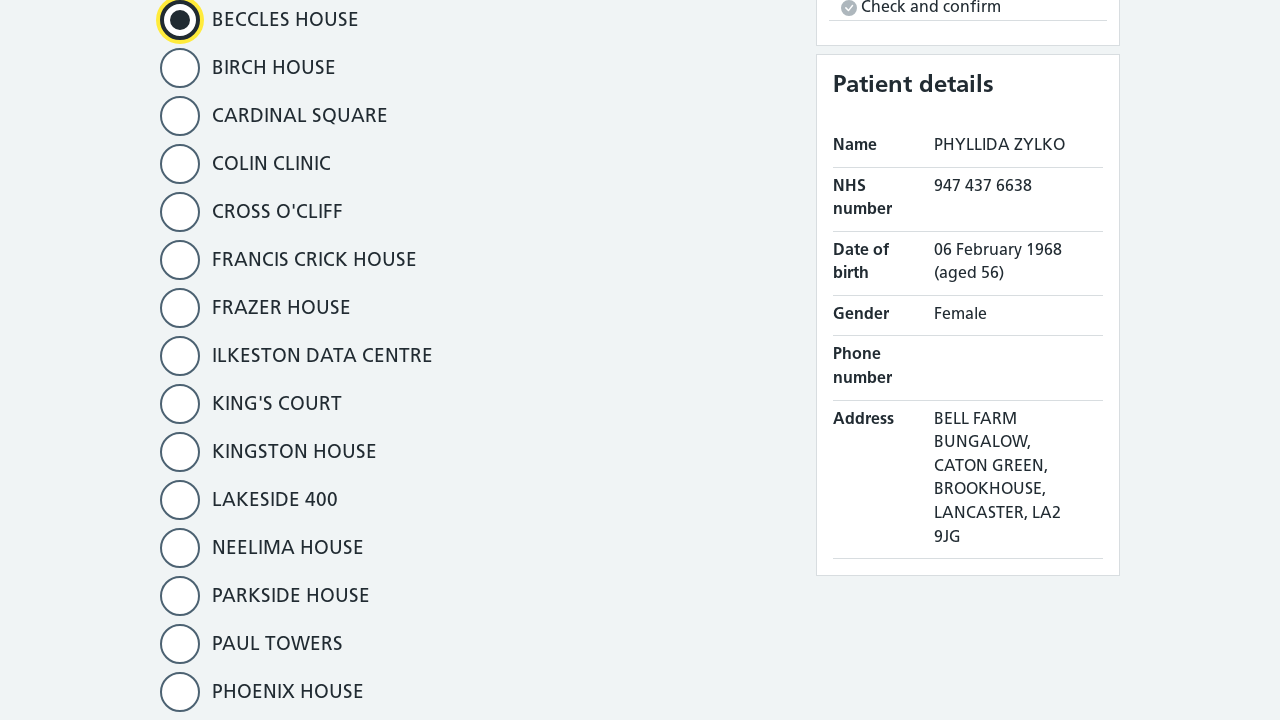 BECCLES HOUSE
BIRCH HOUSE
CARDINAL SQUARE
COLIN CLINIC
CROSS O'CLIFF
FRANCIS CRICK HOUSE
FRAZER HOUSE
ILKESTON DATA CENTRE
KING'S COURT
KINGSTON HOUSE
LAKESIDE 400
NEELIMA HOUSE
PARKSIDE HOUSE
PAUL TOWERS
PHOENIX HOUSE
Check and confirm
Patient details
Name PHYLLIDA ZYLKO
NHS number 947 437 6638
Date of birth 06 February 1968
(aged 56)
Gender Female
Phone number
Address BELL FARM
BUNGALOW,
CATON GREEN,
BROOKHOUSE,
LANCASTER, LA2
9JG